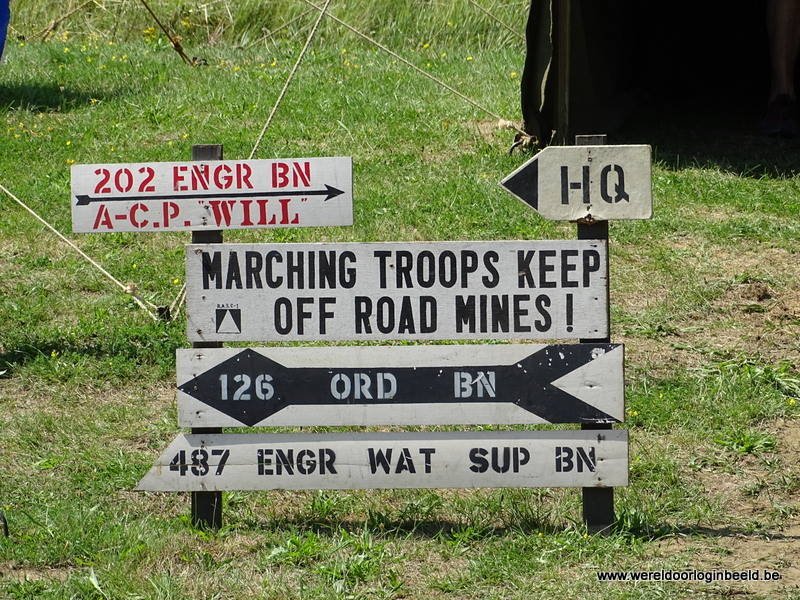 202 ENGR BN
A-C.P. "WILL"
HQ
MARCHING TROOPS KEEP
OFF ROAD MINES!
126 ORD BN
487 ENGR WAT SUP BN
www.wereldoorloginbeeld.be